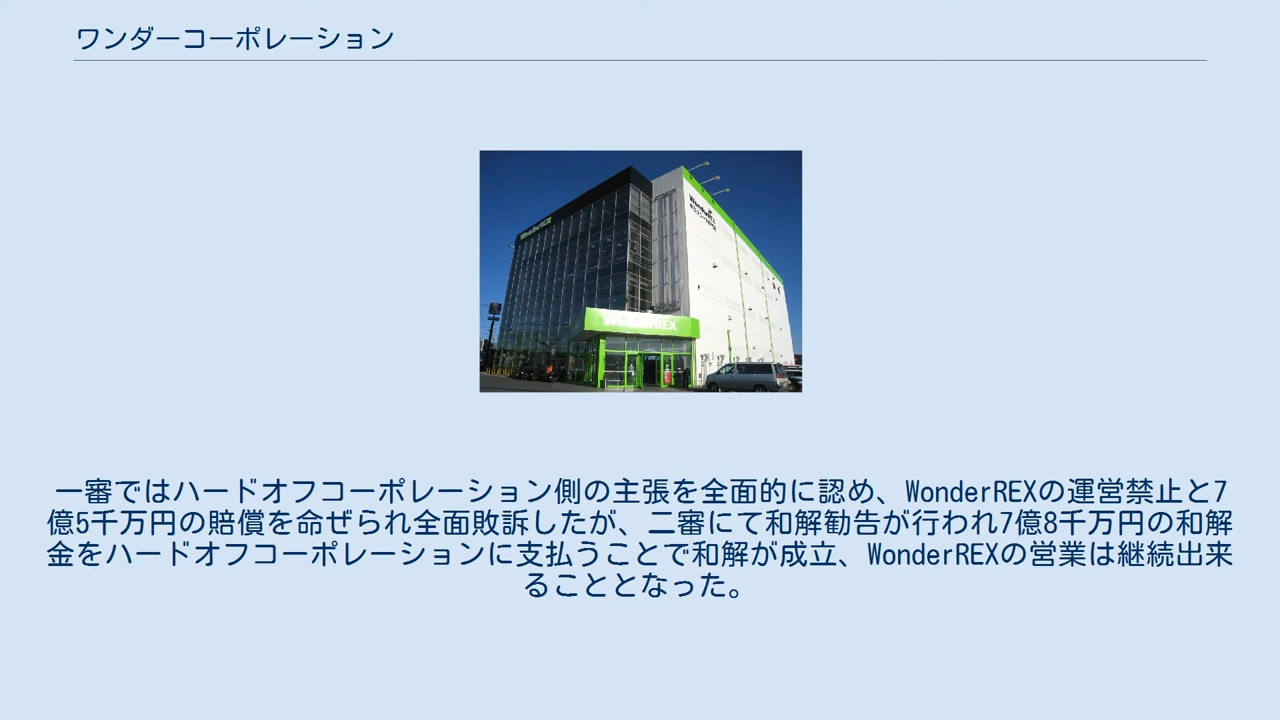 ワンダーコーポレーション
WonderREX
WonderREX
WonderREX
一審ではハードオフコーポレーション側の主張を全面的に認め、WonderREXの運営禁止と7
億5千万円の賠償を命ぜられ全面敗訴したが、二審にて和解勧告が行われ7億8千万円の和解
金をハードオフコーポレーションに支払うことで和解が成立、WonderREXの営業は継続出来
ることとなった。